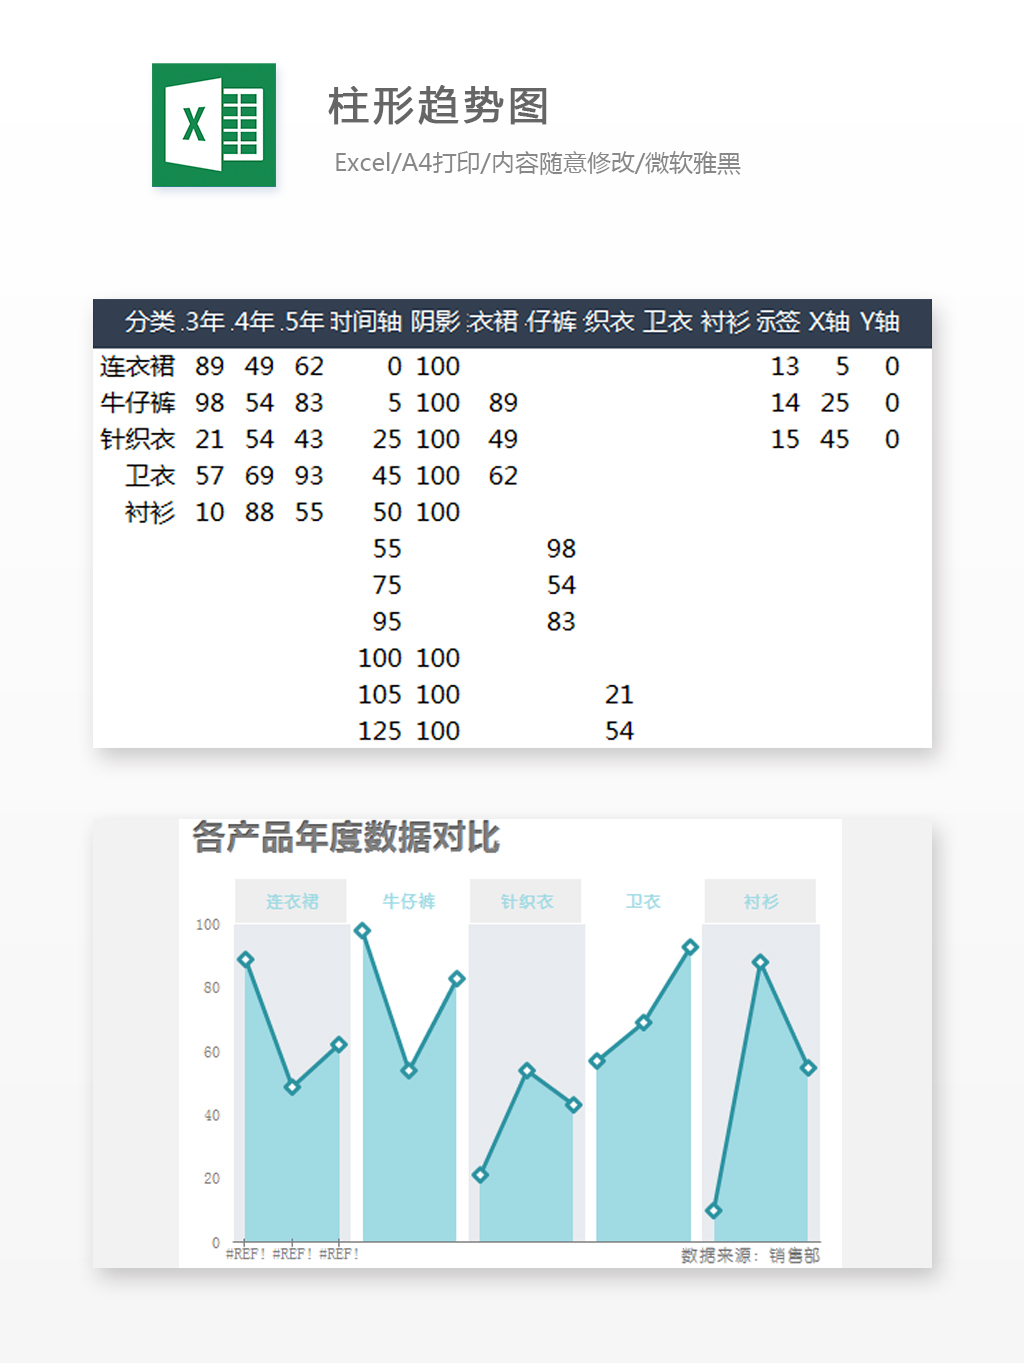 柱形趋势图
Excel/A4打印/内容随意修改/微软雅黑
分类 .3年 .4年 .5年 时间轴 阴影 衣裙 仔裤 织衣 卫衣 衬衫 示签 X轴 Y轴
连衣裙 89 49 62 0 100 13 5 0
牛仔裤 98 54 83 5 100 89 14 25 0
针织衣 21 54 43 25 100 49 15 45 0
卫衣 57 69 93 45 100 62
衬衫 10 88 55 50 100
55 98
75 54
95 83
100 100
105 100 21
125 100 54
各产品年度数据对比
连衣裙 牛仔裤 针织衣 卫衣 衬衫
100
80
60
40
20
0
#REF! #REF! #REF!
数据来源：销售部